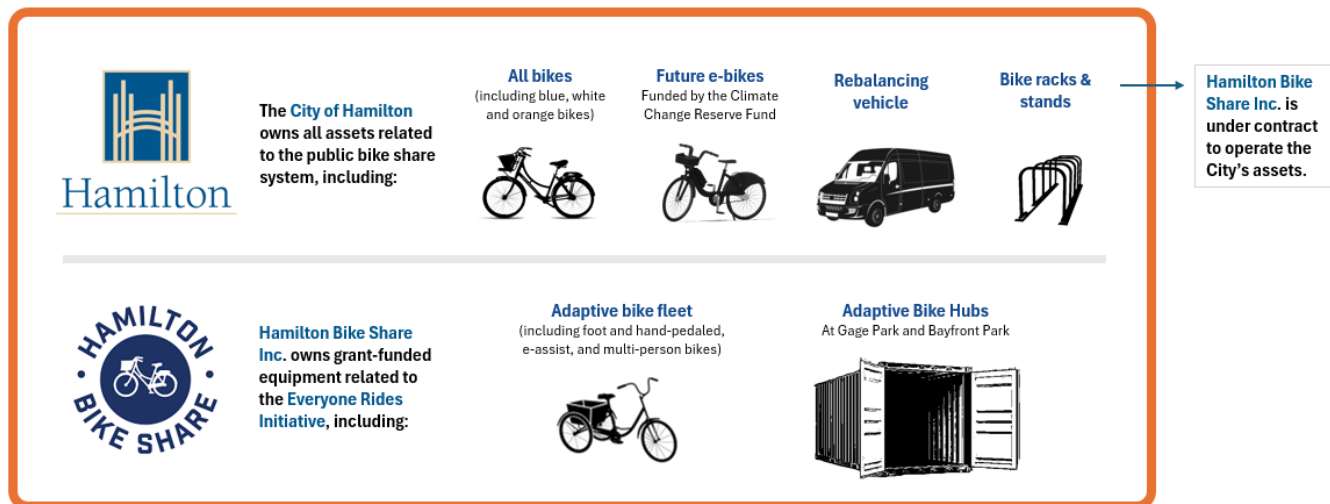 Hamilton
The City of Hamilton
owns all assets related
to the public bike share
system, including:
All bikes
(including blue, white
and orange bikes)
Future e-bikes
Funded by the Climate
Change Reserve Fund
Rebalancing
vehicle
Bike racks &
stands
Hamilton Bike
Share Inc. is
under contract
to operate the
City’s assets.
HAMILTON
BIKE SHARE
Hamilton Bike Share
Inc. owns grant-funded
equipment related to
the Everyone Rides
Initiative, including:
Adaptive bike fleet
(including foot and hand-pedaled,
e-assist, and multi-person bikes)
Adaptive Bike Hubs
At Gage Park and Bayfront Park